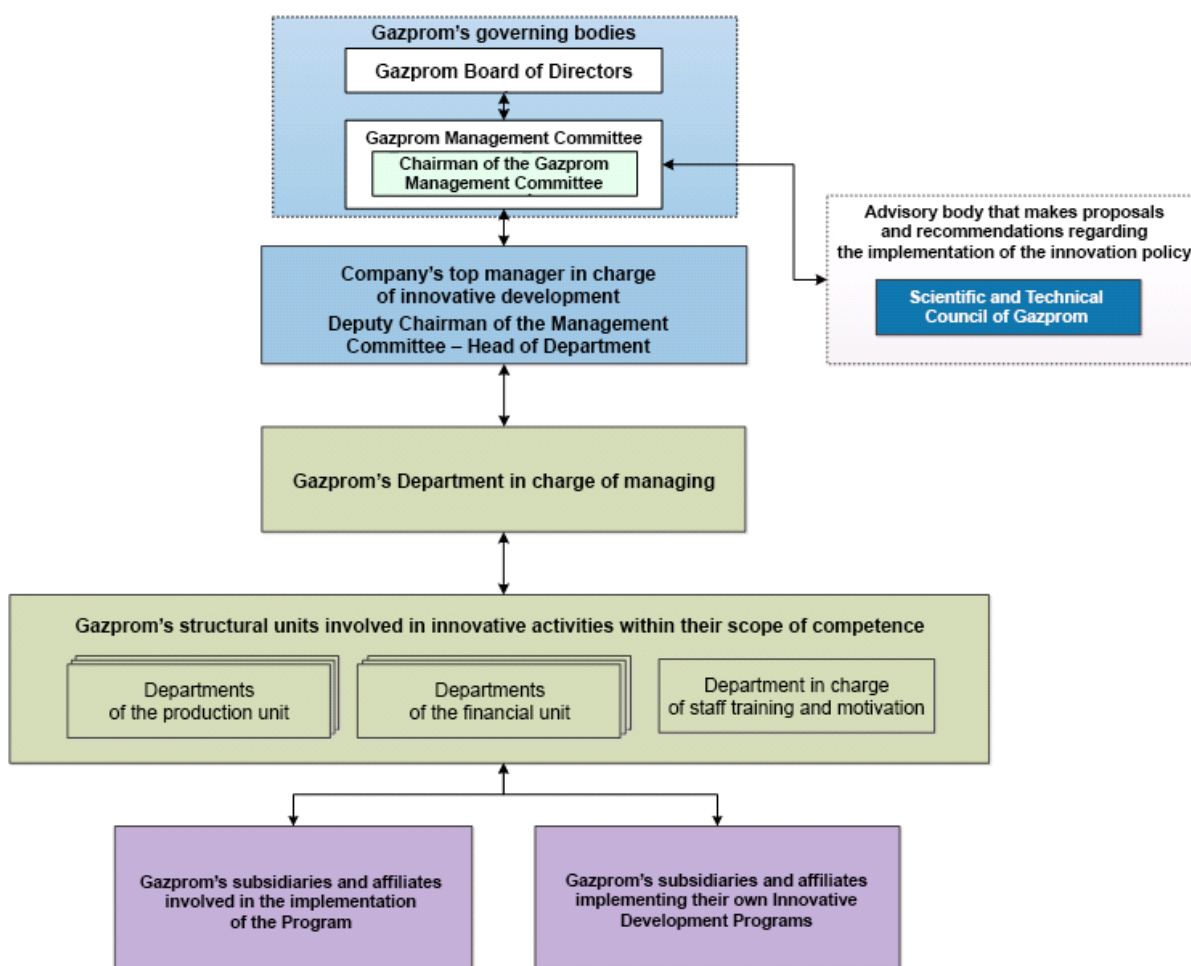 Gazprom’s governing bodies
Gazprom Board of Directors
Gazprom Management Committee
Chairman of the Gazprom
Management Committee
Advisory body that makes proposals
and recommendations regarding
the implementation of the innovation policy
Scientific and Technical
Council of Gazprom
Company’s top manager in charge
of innovative development
Deputy Chairman of the Management
Committee – Head of Department
Gazprom’s Department in charge of managing
Gazprom’s structural units involved in innovative activities within their scope of competence
Departments
of the production unit
Departments
of the financial unit
Department in charge
of staff training and motivation
Gazprom’s subsidiaries and affiliates
involved in the implementation
of the Program
Gazprom’s subsidiaries and affiliates
implementing their own Innovative
Development Programs